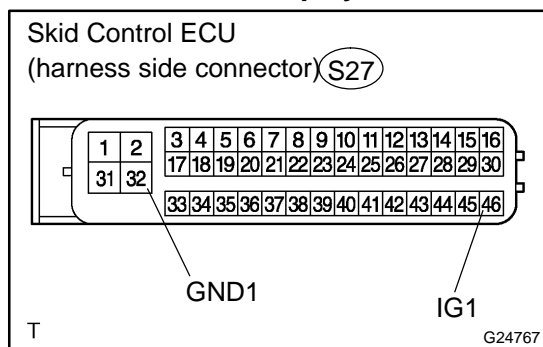 Skid Control ECU
(harness side connector) S27
1 2 3 4 5 6 7 8 9 10 11 12 13 14 15 16
17 18 19 20 21 22 23 24 25 26 27 28 29 30
31 32
33 34 35 36 37 38 39 40 41 42 43 44 45 46
GND1
IG1
T
G24767